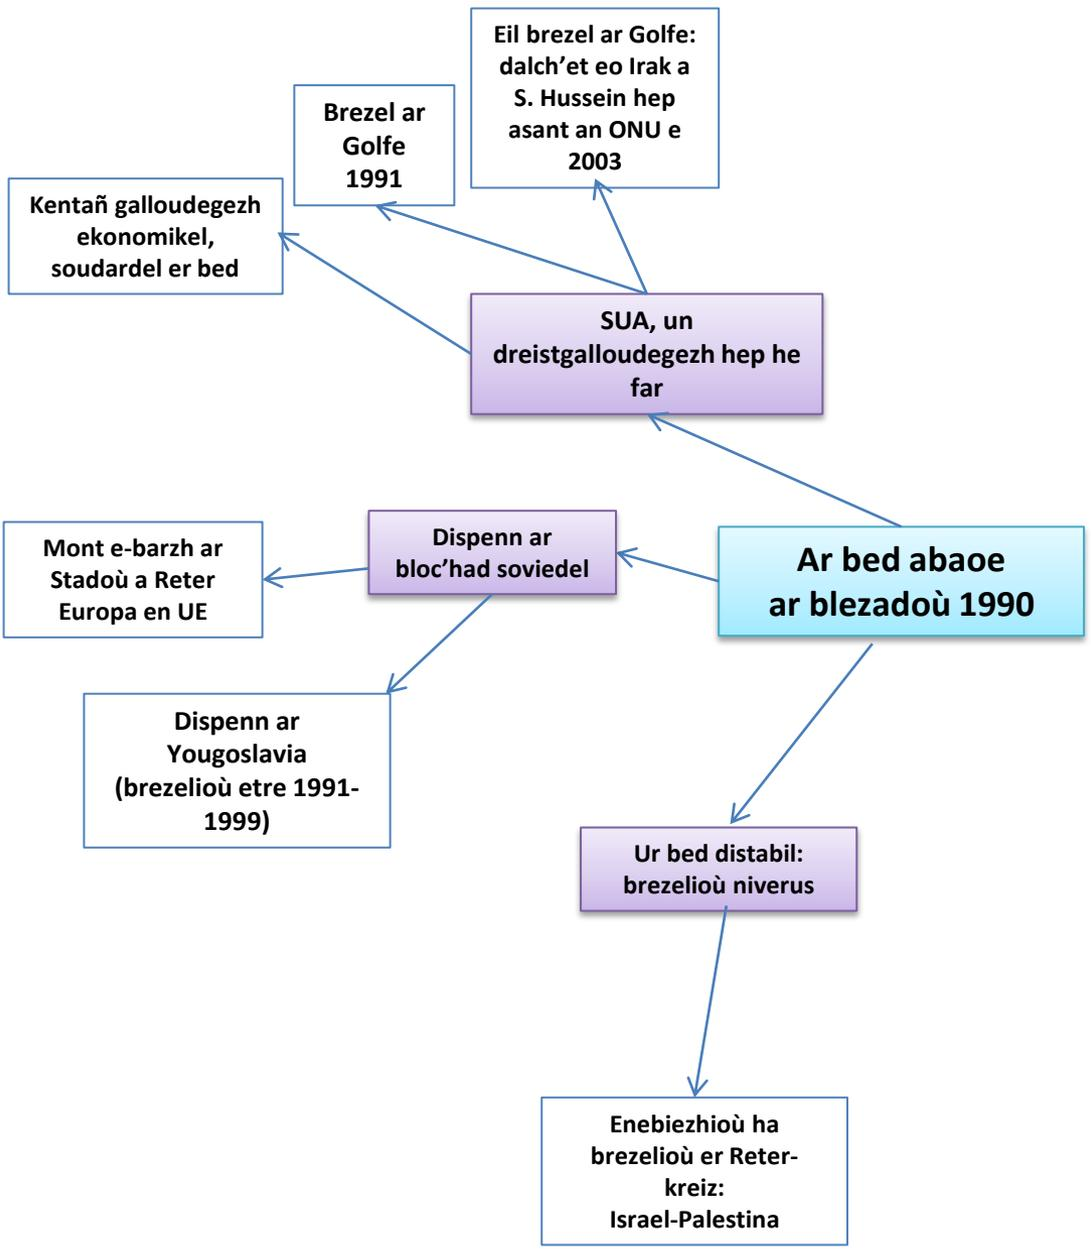 Eil brezel ar Golfe:
dalch’et eo Irak a
S. Hussein hep
asant an ONU e
2003
Brezel ar
Golfe
1991
Kentañ galloudegezh
ekonomikel,
soudardel er bed
SUA, un
dreistgalloudegezh hep he
far
Dispenn ar
bloc’had soviedel
Mont e-barzh ar
Stadoù a Reter
Europa en UE
Ar bed abaoe
ar blezadoù 1990
Dispenn ar
Yougoslavia
(brezelioù etre 1991-
1999)
Ur bed distabil:
brezelioù niverus
Enebiezhioù ha
brezelioù er Reter-
kreiz:
Israel-Palestina